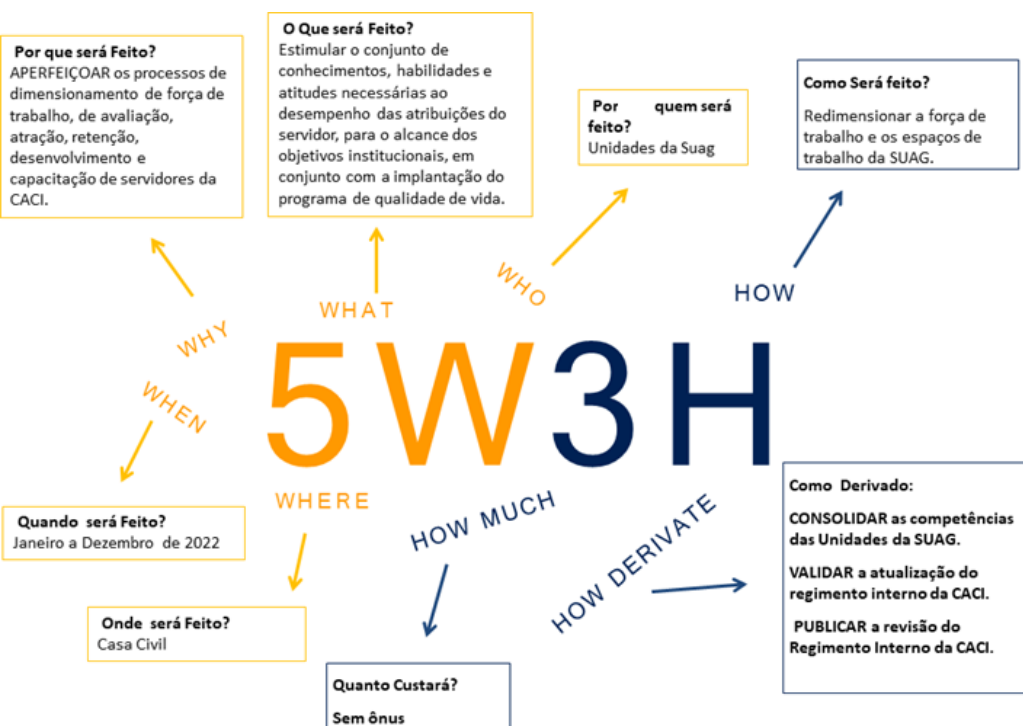 Por que será Feito?
APERFEIÇOAR os processos de
dimensionamento de força de
trabalho, de avaliação,
atração, retenção,
desenvolvimento e
capacitação de servidores da
CACI.
O Que será Feito?
Estimular o conjunto de
conhecimentos, habilidades e
atitudes necessárias ao
desempenho das atribuições do
servidor, para o alcance dos
objetivos institucionais, em
conjunto com a implantação do
programa de qualidade de vida.
Por quem será
feito?
Unidades da Suag
Como Será feito?
Redimensionar a força de
trabalho e os espaços de
trabalho da SUAG.
WHY
WHAT
WHO
HOW
WHEN
5W3H
WHERE
HOW MUCH
HOW DERIVATE
Quando será Feito?
Janeiro a Dezembro de 2022
Onde será Feito?
Casa Civil
Quanto Custará?
Sem ônus
Como Derivado:
CONSOLIDAR as competências
das Unidades da SUAG.
VALIDAR a atualização do
regimento interno da CACI.
PUBLICAR a revisão do
Regimento Interno da CACI.